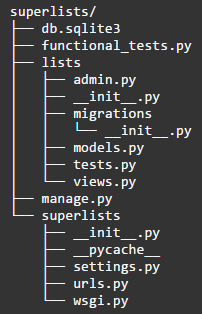 superlists/
├── db.sqlite3
├── functional_tests.py
├── lists
│   ├── admin.py
│   ├── __init__.py
│   ├── migrations
│   │   └── __init__.py
│   ├── models.py
│   ├── tests.py
│   └── views.py
├── manage.py
└── superlists
    ├── __init__.py
    ├── __pycache__
    ├── settings.py
    ├── urls.py
    └── wsgi.py